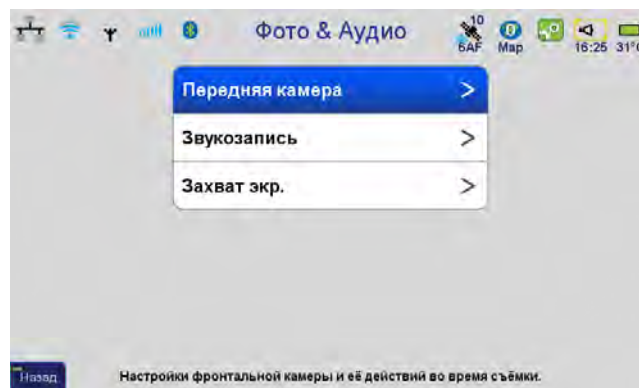 Фото & Аудио
10
6AF
Map
16:25 31°
Передняя камера >
Звукозапись >
Захват экр. >
Назад
Настройки фронтальной камеры и её действий во время съёмки.